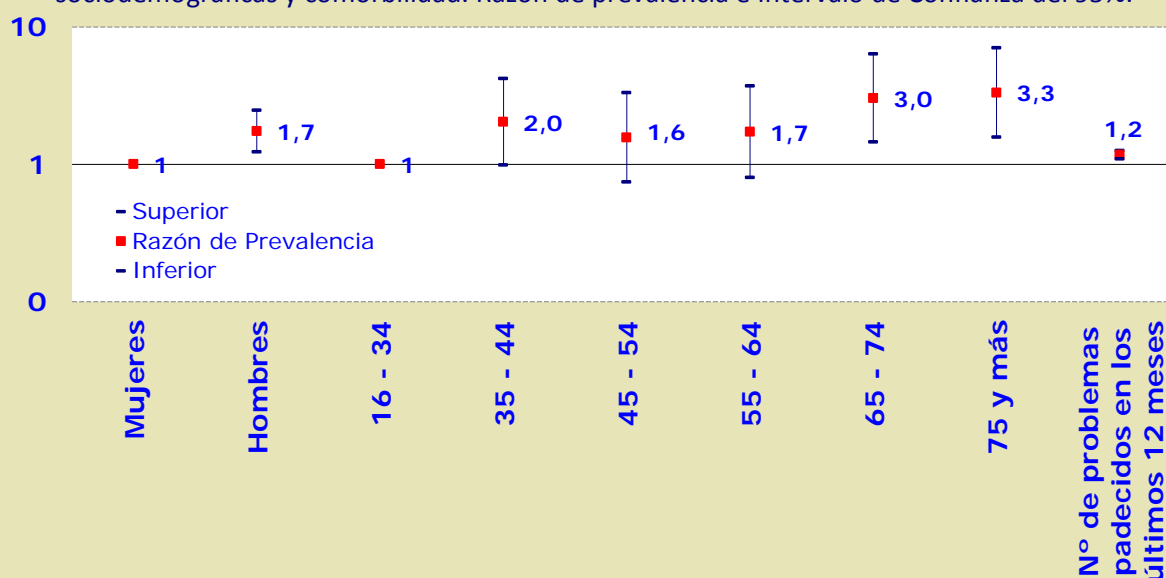 sociodemográficas y comorbilidad. Razón de prevalencia e Intervalo de Confianza del 95%.
10
1
0
1
1,7
1
2,0
1,6
1,7
3,0
3,3
1,2
Superior
Razón de Prevalencia
Inferior
Mujeres
Hombres
16 - 34
35 - 44
45 - 54
55 - 64
65 - 74
75 y más
Nº de problemas
padecidos en los
últimos 12 meses